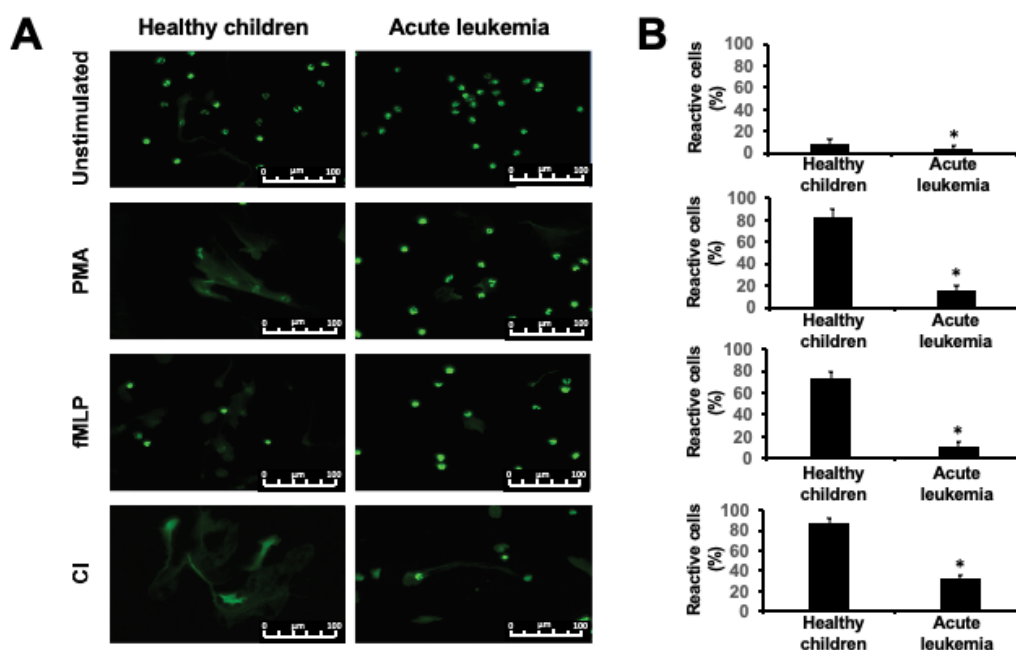 A
Healthy children
Acute leukemia
Unstimulated
0 µm 100
0 µm 100
PMA
0 µm 100
0 µm 100
fMLP
0 µm 100
0 µm 100
CI
0 µm 100
0 µm 100
B
Reactive cells
(%)
100
80
60
40
20
0
*
Healthy
children
Acute
leukemia
Reactive cells
(%)
100
80
60
40
20
0
*
Healthy
children
Acute
leukemia
Reactive cells
(%)
100
80
60
40
20
0
*
Healthy
children
Acute
leukemia
Reactive cells
(%)
100
80
60
40
20
0
*
Healthy
children
Acute
leukemia